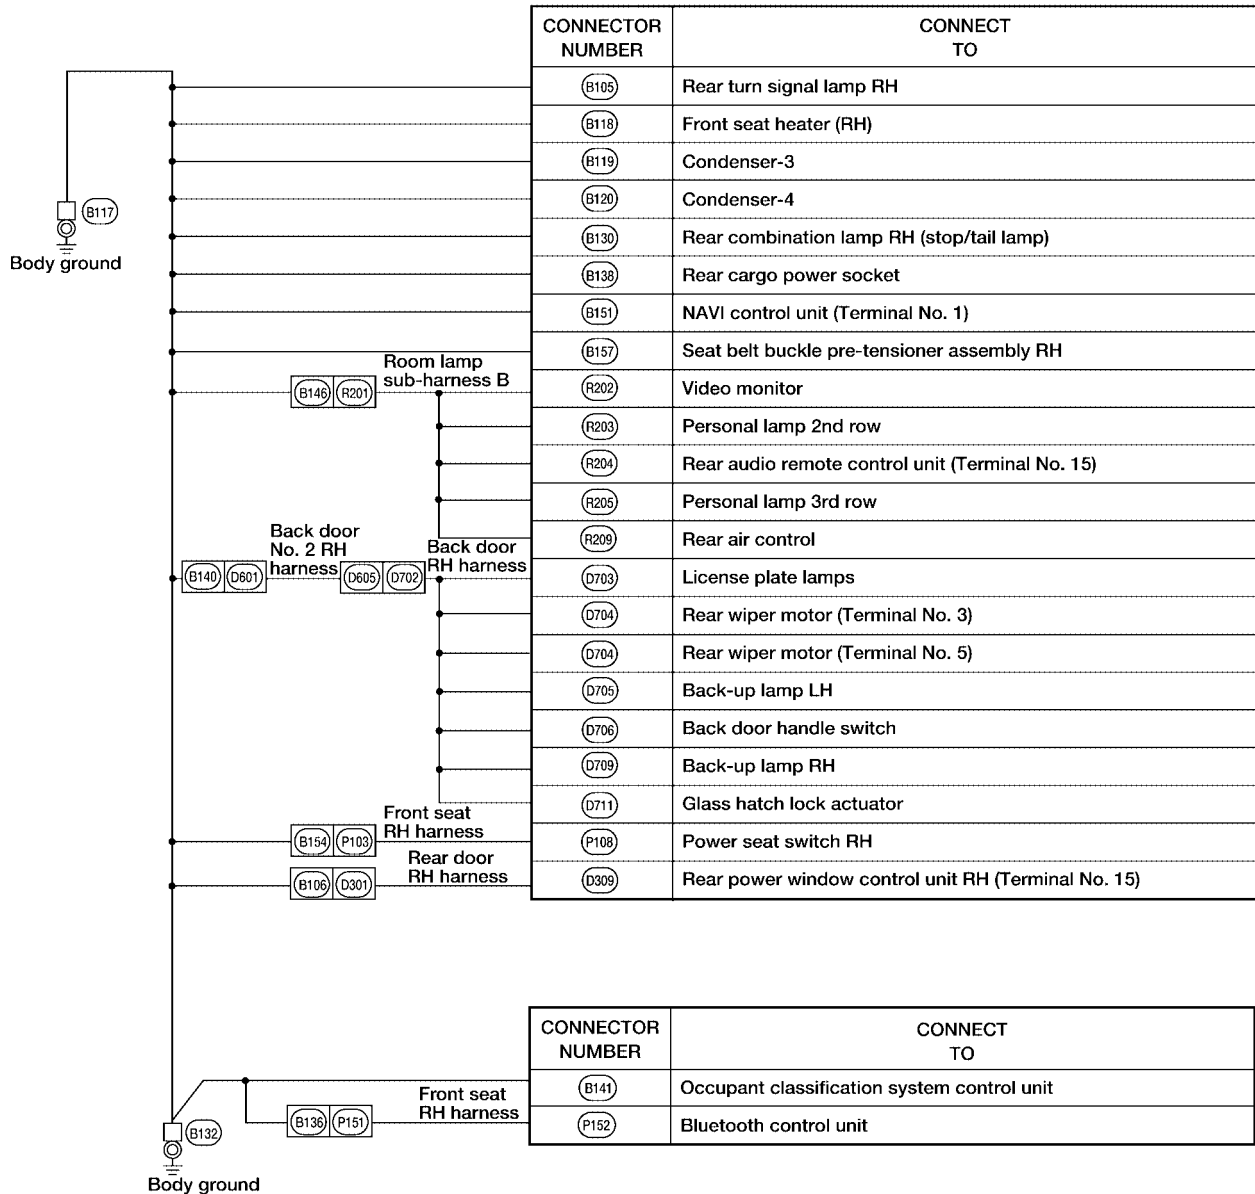 CONNECTOR
NUMBER
CONNECT
TO
B105 Rear turn signal lamp RH
B118 Front seat heater (RH)
B119 Condenser-3
B120 Condenser-4
B117
B130 Rear combination lamp RH (stop/tail lamp)
Body ground
B138 Rear cargo power socket
B151 NAVI control unit (Terminal No. 1)
B157 Seat belt buckle pre-tensioner assembly RH
Room lamp
sub-harness B
B146 R201
R202 Video monitor
R203 Personal lamp 2nd row
R204 Rear audio remote control unit (Terminal No. 15)
R205 Personal lamp 3rd row
R209 Rear air control
Back door
No. 2 RH
harness
Back door
RH harness
B140 D601
D605 D702
D703 License plate lamps
D704 Rear wiper motor (Terminal No. 3)
D704 Rear wiper motor (Terminal No. 5)
D705 Back-up lamp LH
D706 Back door handle switch
D709 Back-up lamp RH
D711 Glass hatch lock actuator
Front seat
RH harness
B154 P103
P108 Power seat switch RH
Rear door
RH harness
B106 D301
D309 Rear power window control unit RH (Terminal No. 15)
CONNECTOR
NUMBER
CONNECT
TO
B141 Occupant classification system control unit
Front seat
RH harness
B136 P151
P152 Bluetooth control unit
B132
Body ground